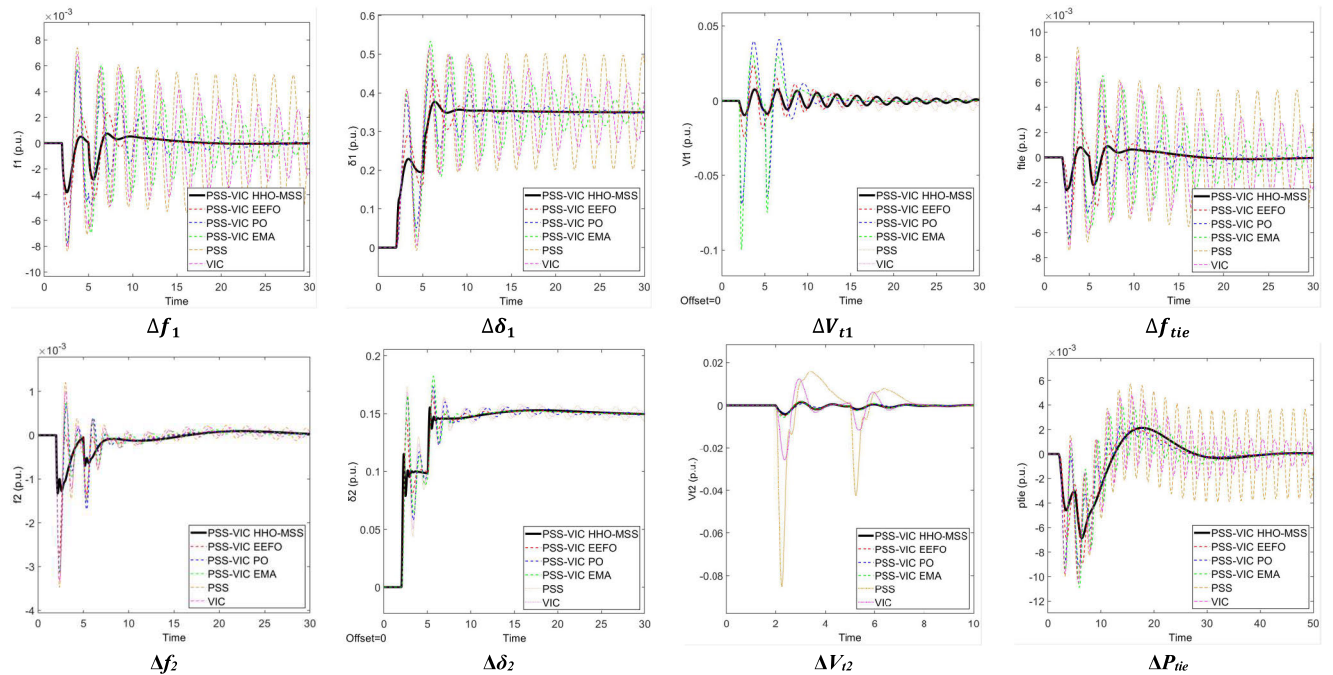 ×10⁻³
8
6
4
2
0
-2
-4
-6
-8
-10
f1 (p.u.)
0 5 10 15 20 25 30
Time
PSS-VIC HHO-MSS
PSS-VIC EEFO
PSS-VIC PO
PSS-VIC EMA
PSS
VIC
Δf₁
0.6
0.5
0.4
0.3
0.2
0.1
0
δ1 (p.u.)
0 5 10 15 20 25 30
Time
PSS-VIC HHO-MSS
PSS-VIC EEFO
PSS-VIC PO
PSS-VIC EMA
PSS
VIC
Δδ₁
0.05
0
-0.05
-0.1
Vt1 (p.u.)
0 5 10 15 20 25 30
Offset=0
Time
PSS-VIC HHO-MSS
PSS-VIC EEFO
PSS-VIC PO
PSS-VIC EMA
PSS
VIC
ΔVₜ₁
×10⁻³
10
8
6
4
2
0
-2
-4
-6
-8
ftie (p.u.)
0 5 10 15 20 25 30
Time
PSS-VIC HHO-MSS
PSS-VIC EEFO
PSS-VIC PO
PSS-VIC EMA
PSS
VIC
Δf_tie
×10⁻³
1
0
-1
-2
-3
-4
f2 (p.u.)
0 5 10 15 20 25 30
Time
PSS-VIC HHO-MSS
PSS-VIC EEFO
PSS-VIC PO
PSS-VIC EMA
PSS
VIC
Δf₂
0.2
0.15
0.1
0.05
0
δ2 (p.u.)
0 5 10 15 20 25 30
Offset=0
Time
PSS-VIC HHO-MSS
PSS-VIC EEFO
PSS-VIC PO
PSS-VIC EMA
PSS
VIC
Δδ₂
0.02
0
-0.02
-0.04
-0.06
-0.08
Vt2 (p.u.)
0 2 4 6 8 10
Time
PSS-VIC HHO-MSS
PSS-VIC EEFO
PSS-VIC PO
PSS-VIC EMA
PSS
VIC
ΔVₜ₂
×10⁻³
8
6
4
2
0
-2
-4
-6
-8
-10
-12
ptie (p.u.)
0 10 20 30 40 50
Time
PSS-VIC HHO-MSS
PSS-VIC EEFO
PSS-VIC PO
PSS-VIC EMA
PSS
VIC
ΔP_tie